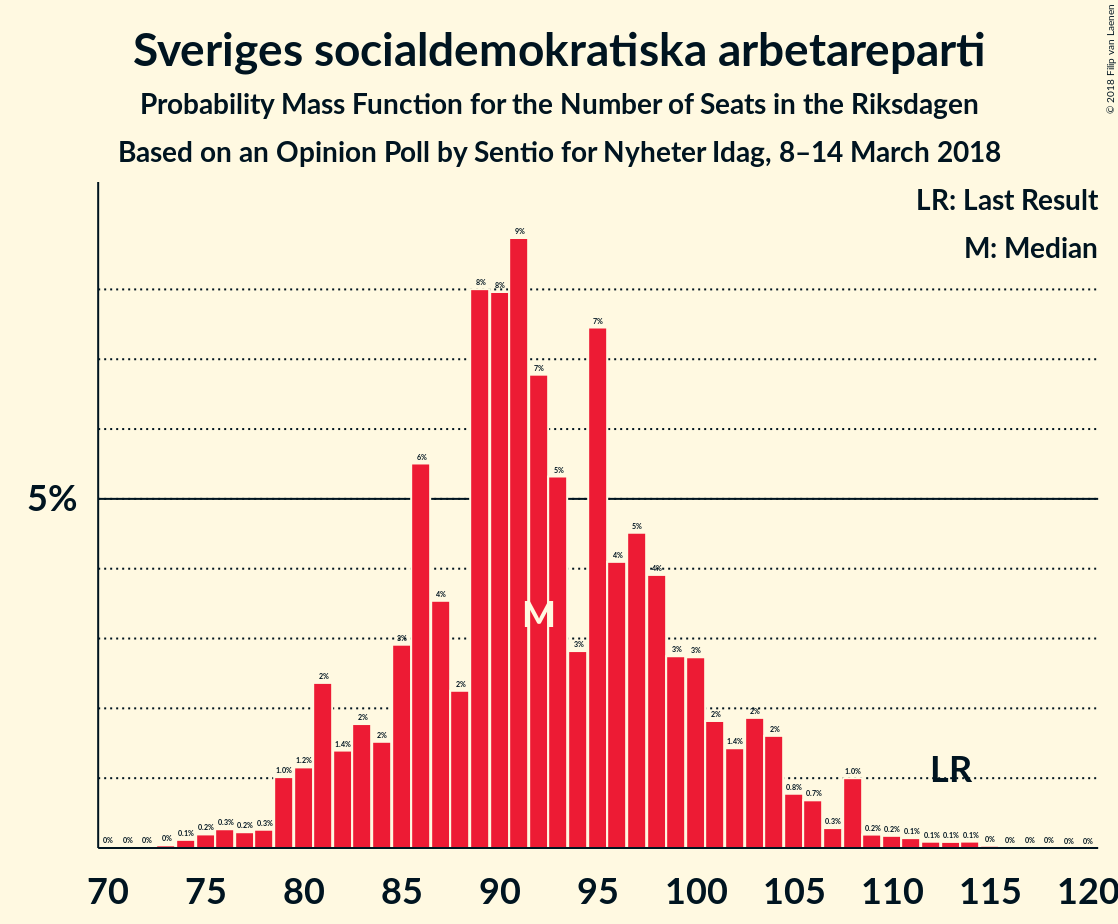 Sveriges socialdemokratiska arbetareparti
Probability Mass Function for the Number of Seats in the Riksdagen
Based on an Opinion Poll by Sentio for Nyheter Idag, 8–14 March 2018
© 2018 Filip van Laenen
LR: Last Result
M: Median
5%
0% 0% 0% 0% 0.1% 0.2% 0.3% 0.2% 0.3% 1.0% 1.2% 2% 1.4% 2% 2% 3% 6% 4% 2% 8% 8% 9% 7% 5% 3% 7% 4% 5% 4% 3% 3% 2% 1.4% 2% 2% 0.8% 0.7% 0.3% 1.0% 0.2% 0.2% 0.1% 0.1% 0.1% 0.1% 0% 0% 0% 0% 0% 0%
M
LR
70 75 80 85 90 95 100 105 110 115 120